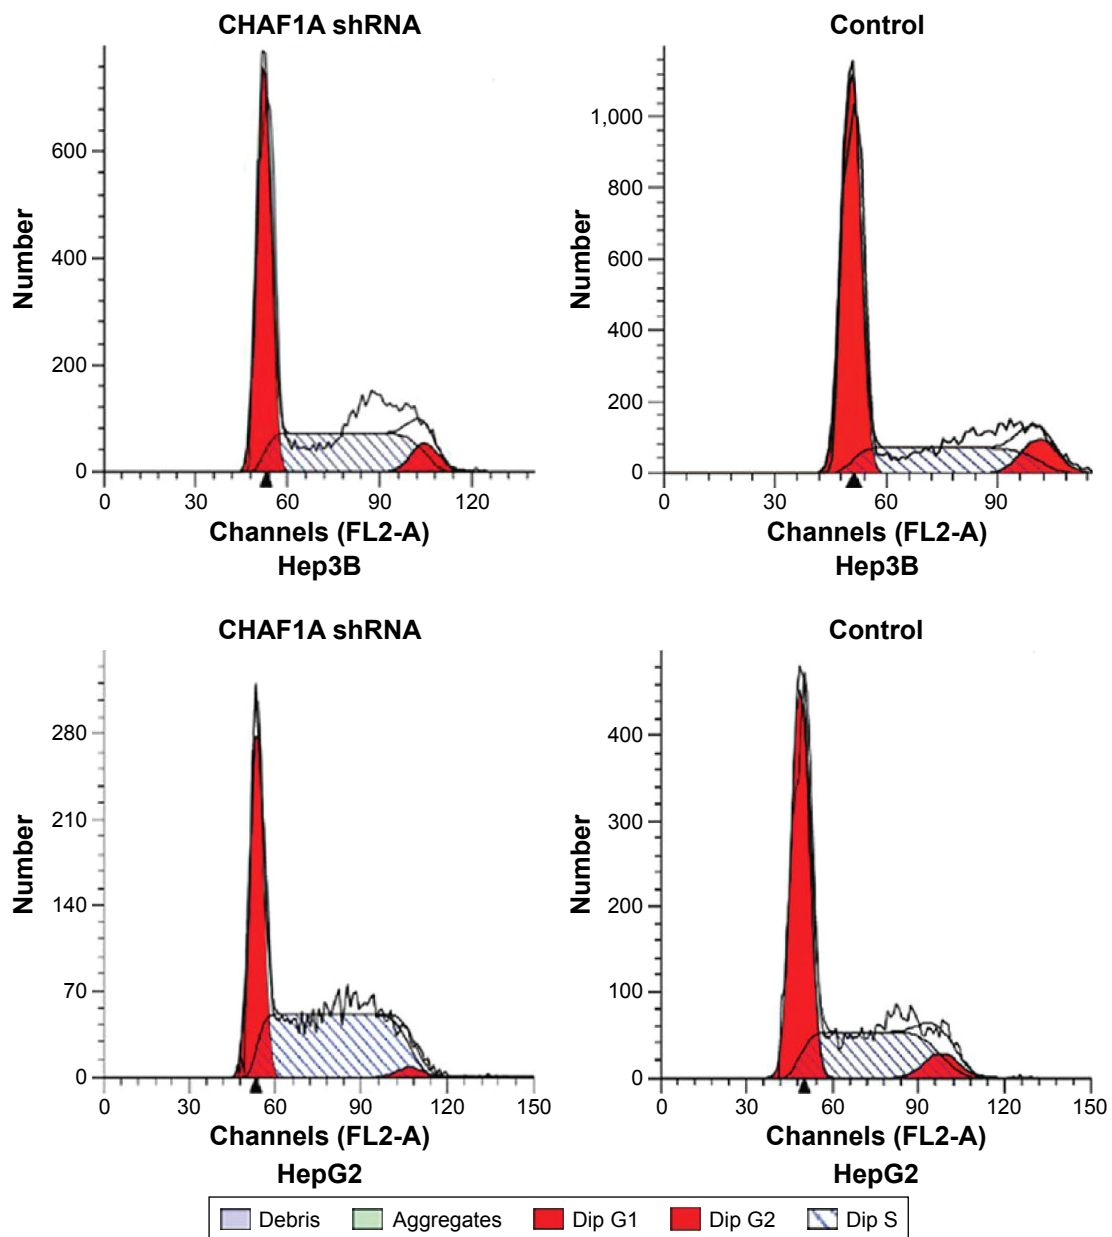 CHAF1A shRNA
Number
600
400
200
0
0 30 60 90 120
Channels (FL2-A)
Hep3B
Control
Number
1,000
800
600
400
200
0
0 30 60 90
Channels (FL2-A)
Hep3B
CHAF1A shRNA
Number
280
210
140
70
0
0 30 60 90 120 150
Channels (FL2-A)
HepG2
Control
Number
400
300
200
100
0
0 30 60 90 120 150
Channels (FL2-A)
HepG2
Debris Aggregates Dip G1 Dip G2 Dip S